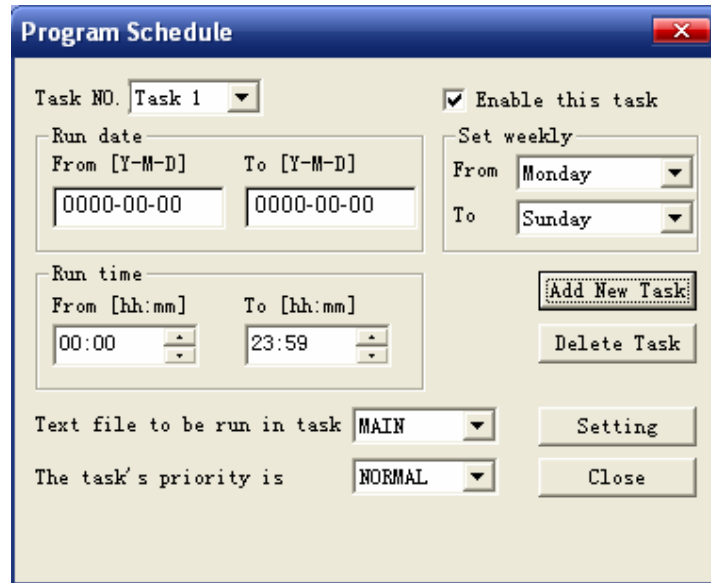 Program Schedule
Task NO. Task 1
Enable this task
Run date
From [Y-M-D] To [Y-M-D]
0000-00-00 0000-00-00
Set weekly
From Monday
To Sunday
Run time
From [hh:mm] To [hh:mm]
00:00 23:59
Add New Task
Delete Task
Text file to be run in task MAIN
Setting
The task's priority is NORMAL
Close